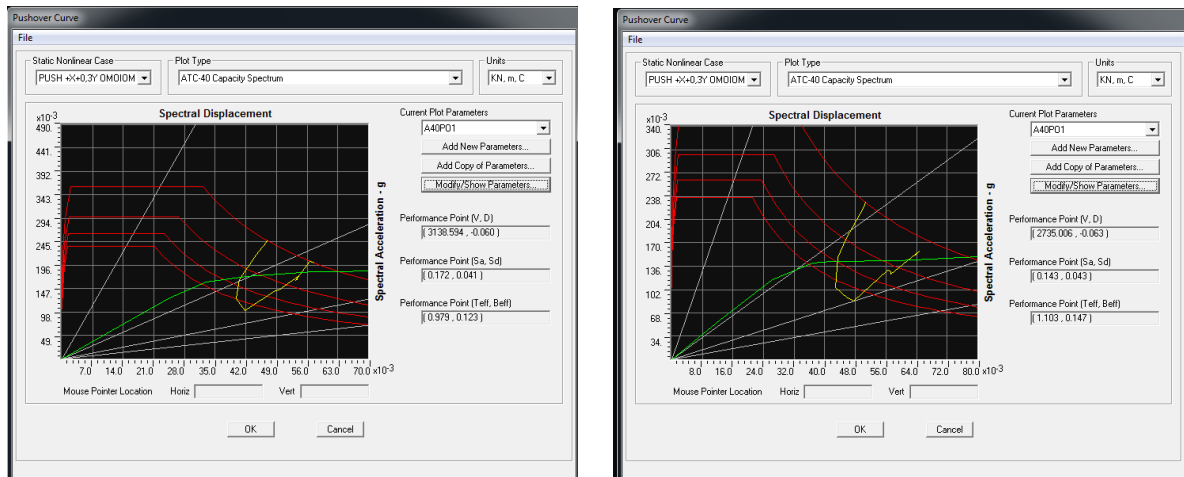 Pushover Curve
File
Static Nonlinear Case
PUSH +X+0,3Y OMOIOM
Plot Type
ATC-40 Capacity Spectrum
Units
KN, m, C
Spectral Displacement
x10-3
490.
441.
392.
343.
294.
245.
196.
147.
98.
49.
7.0 14.0 21.0 28.0 35.0 42.0 49.0 56.0 63.0 70.0 x10-3
Spectral Acceleration - g
Current Plot Parameters
A40PO1
Add New Parameters...
Add Copy of Parameters...
Modify/Show Parameters...
Performance Point (V, D)
( 3138.594 , -0.060 )
Performance Point (Sa, Sd)
( 0.172 , 0.041 )
Performance Point (Teff, Beff)
( 0.979 , 0.123 )
Mouse Pointer Location Horiz Vert
OK Cancel
Pushover Curve
File
Static Nonlinear Case
PUSH +X+0,3Y OMOIOM
Plot Type
ATC-40 Capacity Spectrum
Units
KN, m, C
Spectral Displacement
x10-3
340.
306.
272.
238.
204.
170.
136.
102.
68.
34.
8.0 16.0 24.0 32.0 40.0 48.0 56.0 64.0 72.0 80.0 x10-3
Spectral Acceleration - g
Current Plot Parameters
A40PO1
Add New Parameters...
Add Copy of Parameters...
Modify/Show Parameters...
Performance Point (V, D)
( 2735.006 , -0.063 )
Performance Point (Sa, Sd)
( 0.143 , 0.043 )
Performance Point (Teff, Beff)
( 1.103 , 0.147 )
Mouse Pointer Location Horiz Vert
OK Cancel